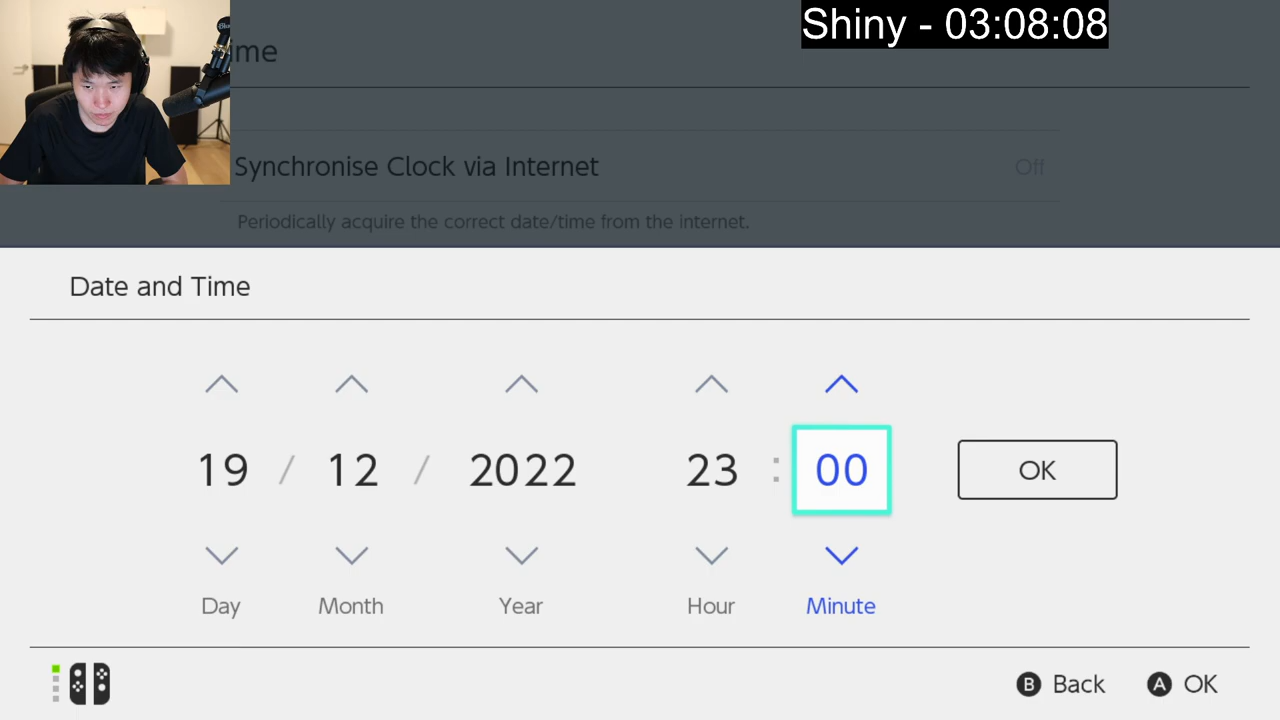 Shiny - 03:08:08
me
Synchronise Clock via Internet Off
Periodically acquire the correct date/time from the internet.
Date and Time
19 / 12 / 2022 23 : 00 OK
Day Month Year Hour Minute
B Back A OK